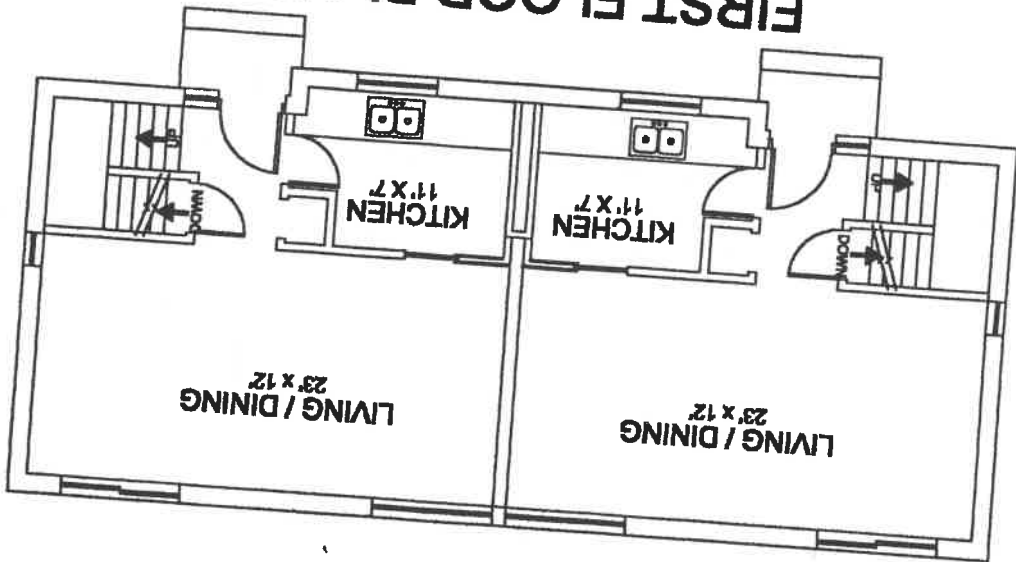 LIVING / DINING
23' x 12'
LIVING / DINING
23' x 12'
DOWN
KITCHEN
11' X 7'
KITCHEN
11' X 7'
DOWN
UP
UP
FIRST FLOOR